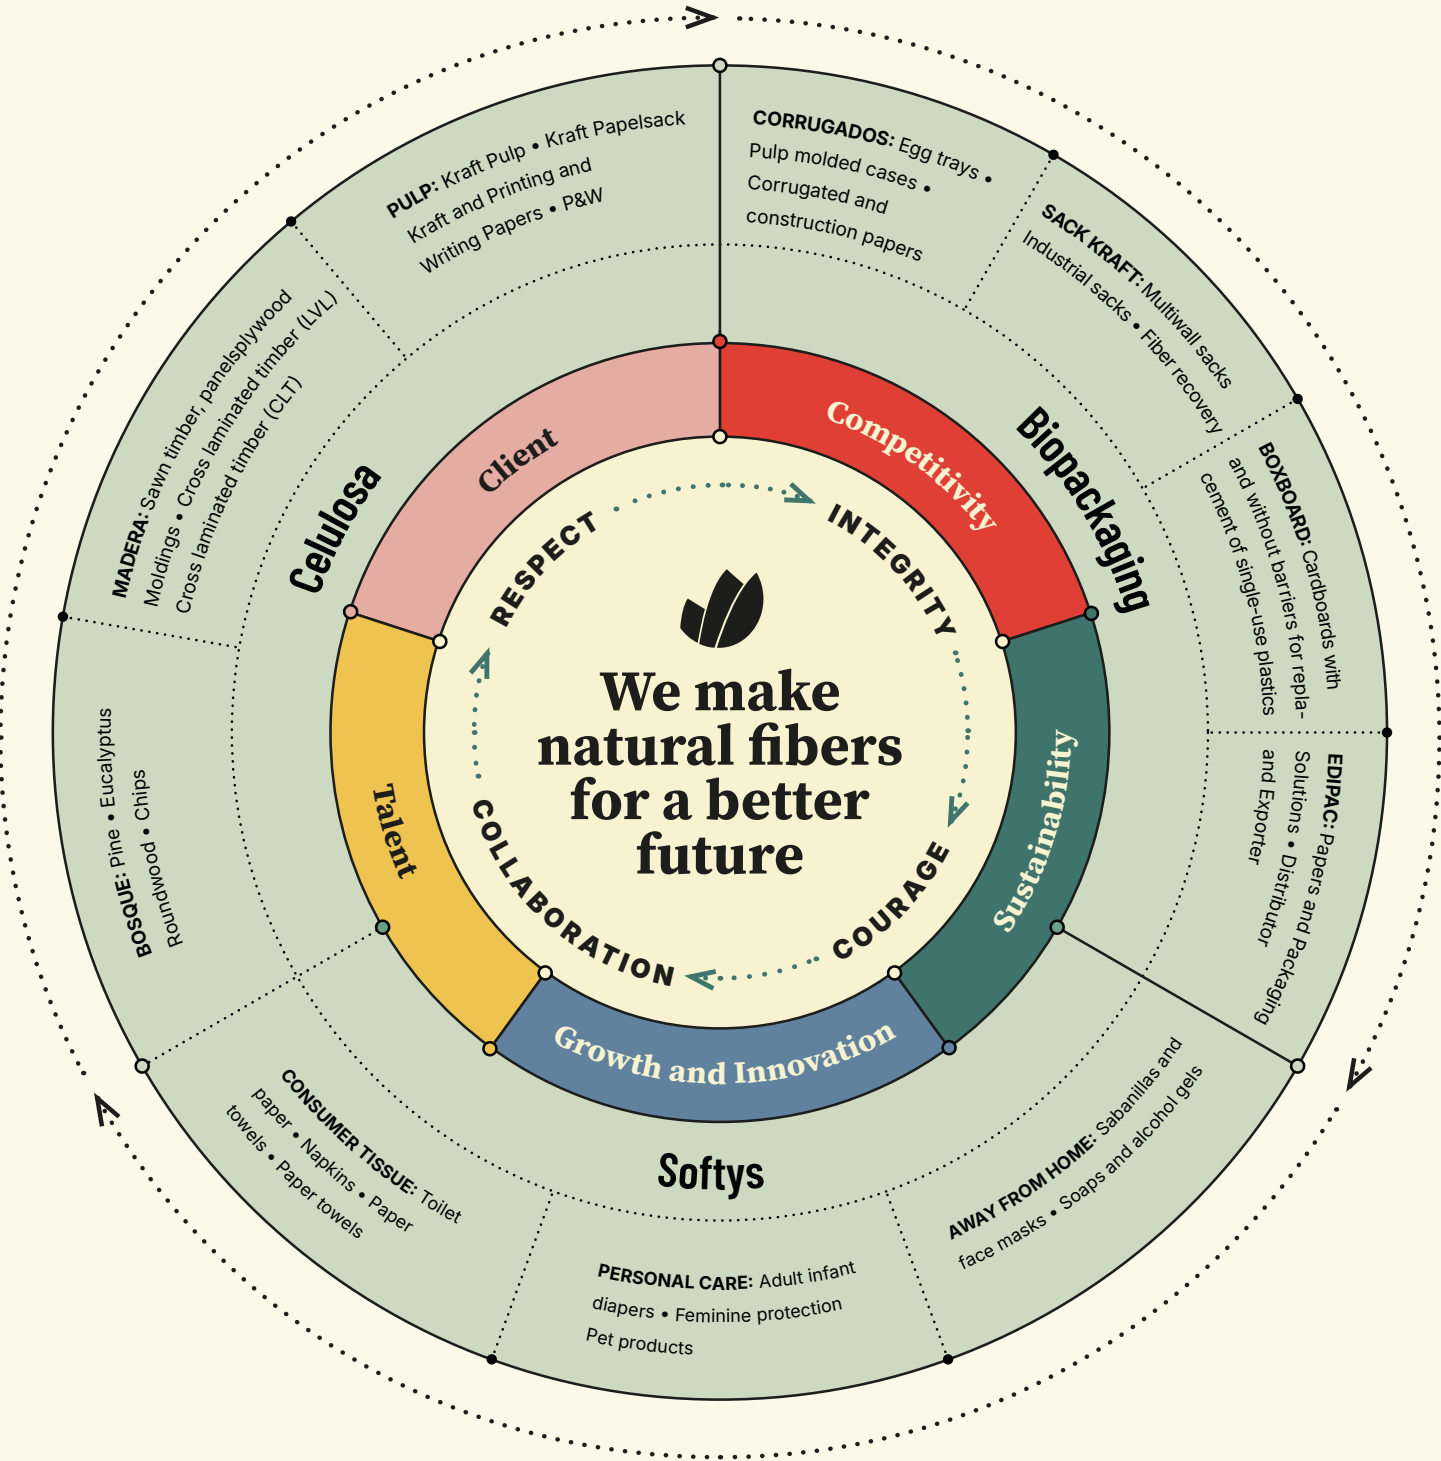 We make
natural fibers
for a better
future
RESPECT
INTEGRITY
COURAGE
COLLABORATION
Client
Competitivity
Sustainability
Growth and Innovation
Talent
Celulosa
Biopackaging
Softys
PULP: Kraft Pulp • Kraft Papelsack
Kraft and Printing and
Writing Papers • P&W
CORRUGADOS: Egg trays •
Pulp molded cases •
Corrugated and
construction papers
SACK KRAFT: Multiwall sacks
Industrial sacks • Fiber recovery
BOXBOARD: Cardboards with
and without barriers for repla-
cement of single-use plastics
EDIPAC: Papers and Packaging
Solutions • Distributor
and Exporter
AWAY FROM HOME: Sabanillas and
face masks • Soaps and alcohol gels
PERSONAL CARE: Adult infant
diapers • Feminine protection
Pet products
CONSUMER TISSUE: Toilet
paper • Napkins • Paper
towels • Paper towels
BOSQUE: Pine • Eucalyptus
Roundwood • Chips
MADERA: Sawn timber, panelsplywood
Moldings • Cross laminated timber (LVL)
Cross laminated timber (CLT)